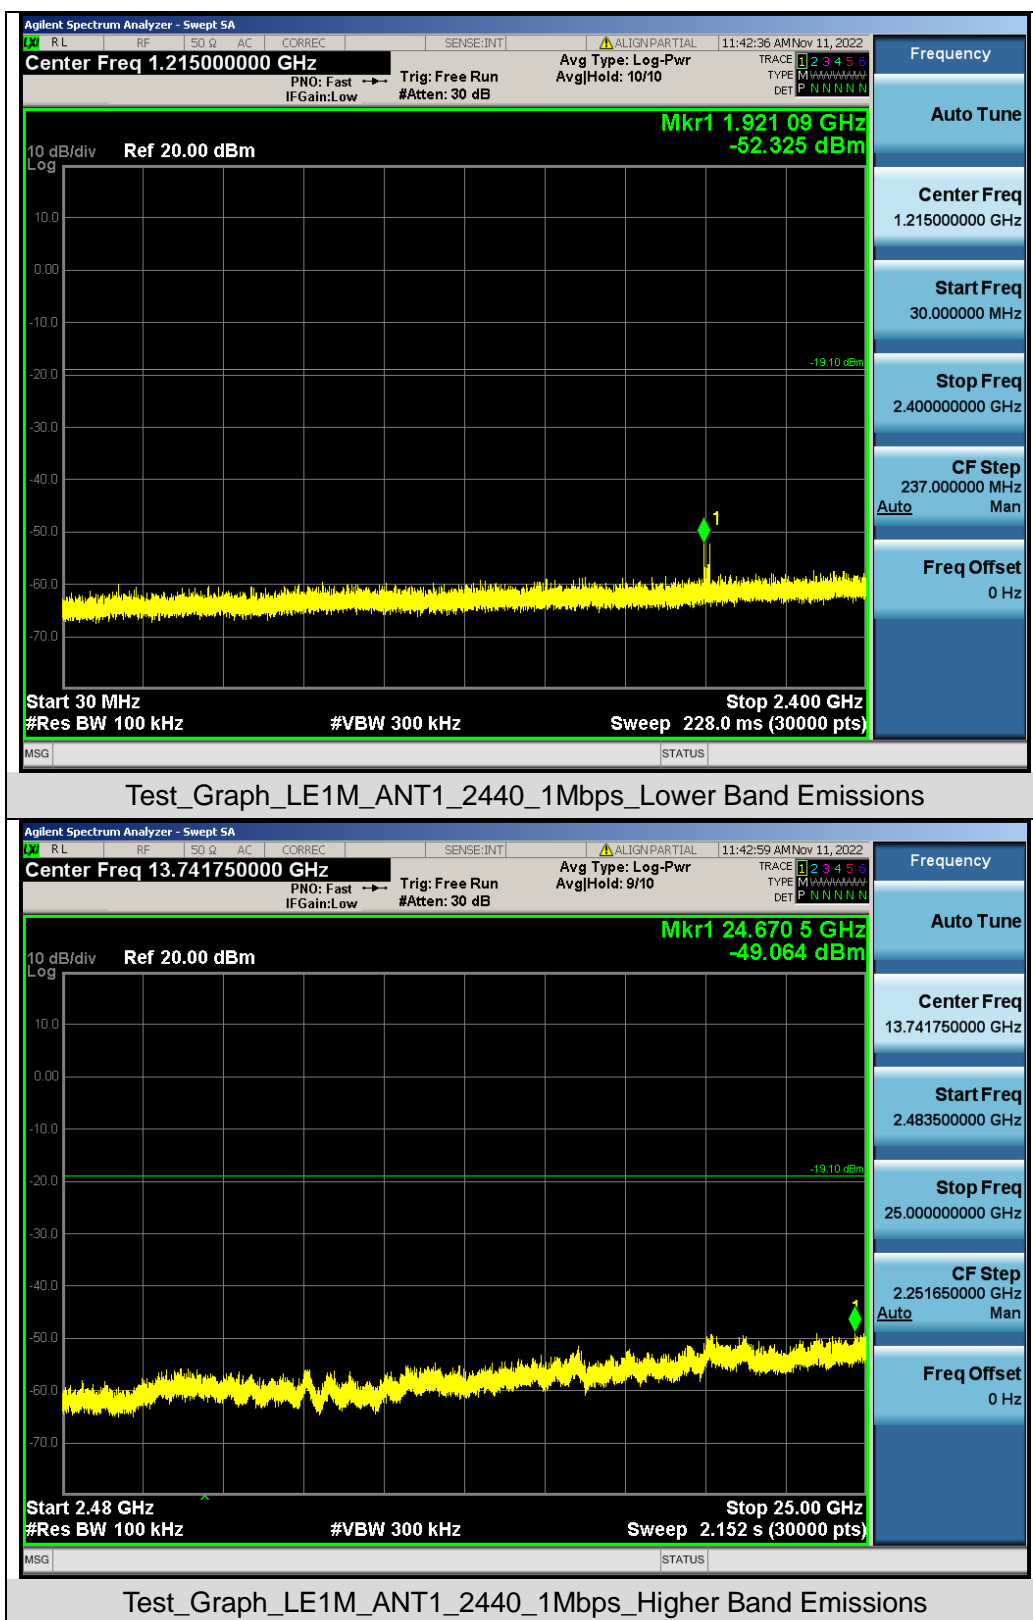 Agilent Spectrum Analyzer - Swept SA
LXI RL RF 50 Ω AC CORREC SENSE:INT ALIGNPARTIAL 11:42:36 AM Nov 11, 2022
Center Freq 1.215000000 GHz
PNO: Fast
IFGain:Low
Trig: Free Run
#Atten: 30 dB
Avg Type: Log-Pwr
Avg|Hold: 10/10
TRACE 1 2 3 4 5 6
TYPE M
DET P N N N N N
Frequency
Mkr1 1.921 09 GHz
-52.325 dBm
10 dB/div
Log
Ref 20.00 dBm
10.0
0.00
-10.0
-19.10 dBm
-20.0
-30.0
-40.0
-50.0
1
-60.0
-70.0
Start 30 MHz
Stop 2.400 GHz
#Res BW 100 kHz
#VBW 300 kHz
Sweep 228.0 ms (30000 pts)
MSG
STATUS
Auto Tune
Center Freq
1.215000000 GHz
Start Freq
30.000000 MHz
Stop Freq
2.400000000 GHz
CF Step
237.000000 MHz
Auto Man
Freq Offset
0 Hz
Test_Graph_LE1M_ANT1_2440_1Mbps_Lower Band Emissions
Agilent Spectrum Analyzer - Swept SA
LXI RL RF 50 Ω AC CORREC SENSE:INT ALIGNPARTIAL 11:42:59 AM Nov 11, 2022
Center Freq 13.741750000 GHz
PNO: Fast
IFGain:Low
Trig: Free Run
#Atten: 30 dB
Avg Type: Log-Pwr
Avg|Hold: 9/10
TRACE 1 2 3 4 5 6
TYPE M
DET P N N N N N
Frequency
Mkr1 24.670 5 GHz
-49.064 dBm
10 dB/div
Log
Ref 20.00 dBm
10.0
0.00
-10.0
-19.10 dBm
-20.0
-30.0
-40.0
1
-50.0
-60.0
-70.0
Start 2.48 GHz
Stop 25.00 GHz
#Res BW 100 kHz
#VBW 300 kHz
Sweep 2.152 s (30000 pts)
MSG
STATUS
Auto Tune
Center Freq
13.741750000 GHz
Start Freq
2.483500000 GHz
Stop Freq
25.000000000 GHz
CF Step
2.251650000 GHz
Auto Man
Freq Offset
0 Hz
Test_Graph_LE1M_ANT1_2440_1Mbps_Higher Band Emissions